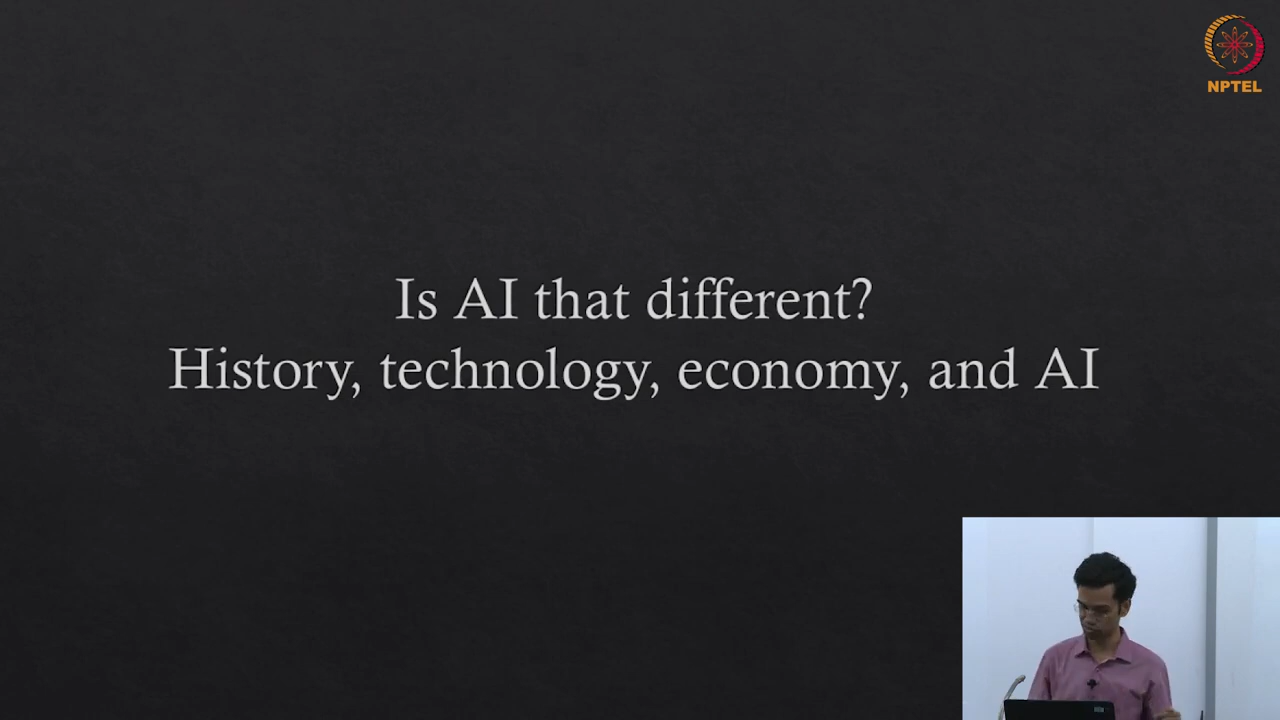 NPTEL
Is AI that different?
History, technology, economy, and AI